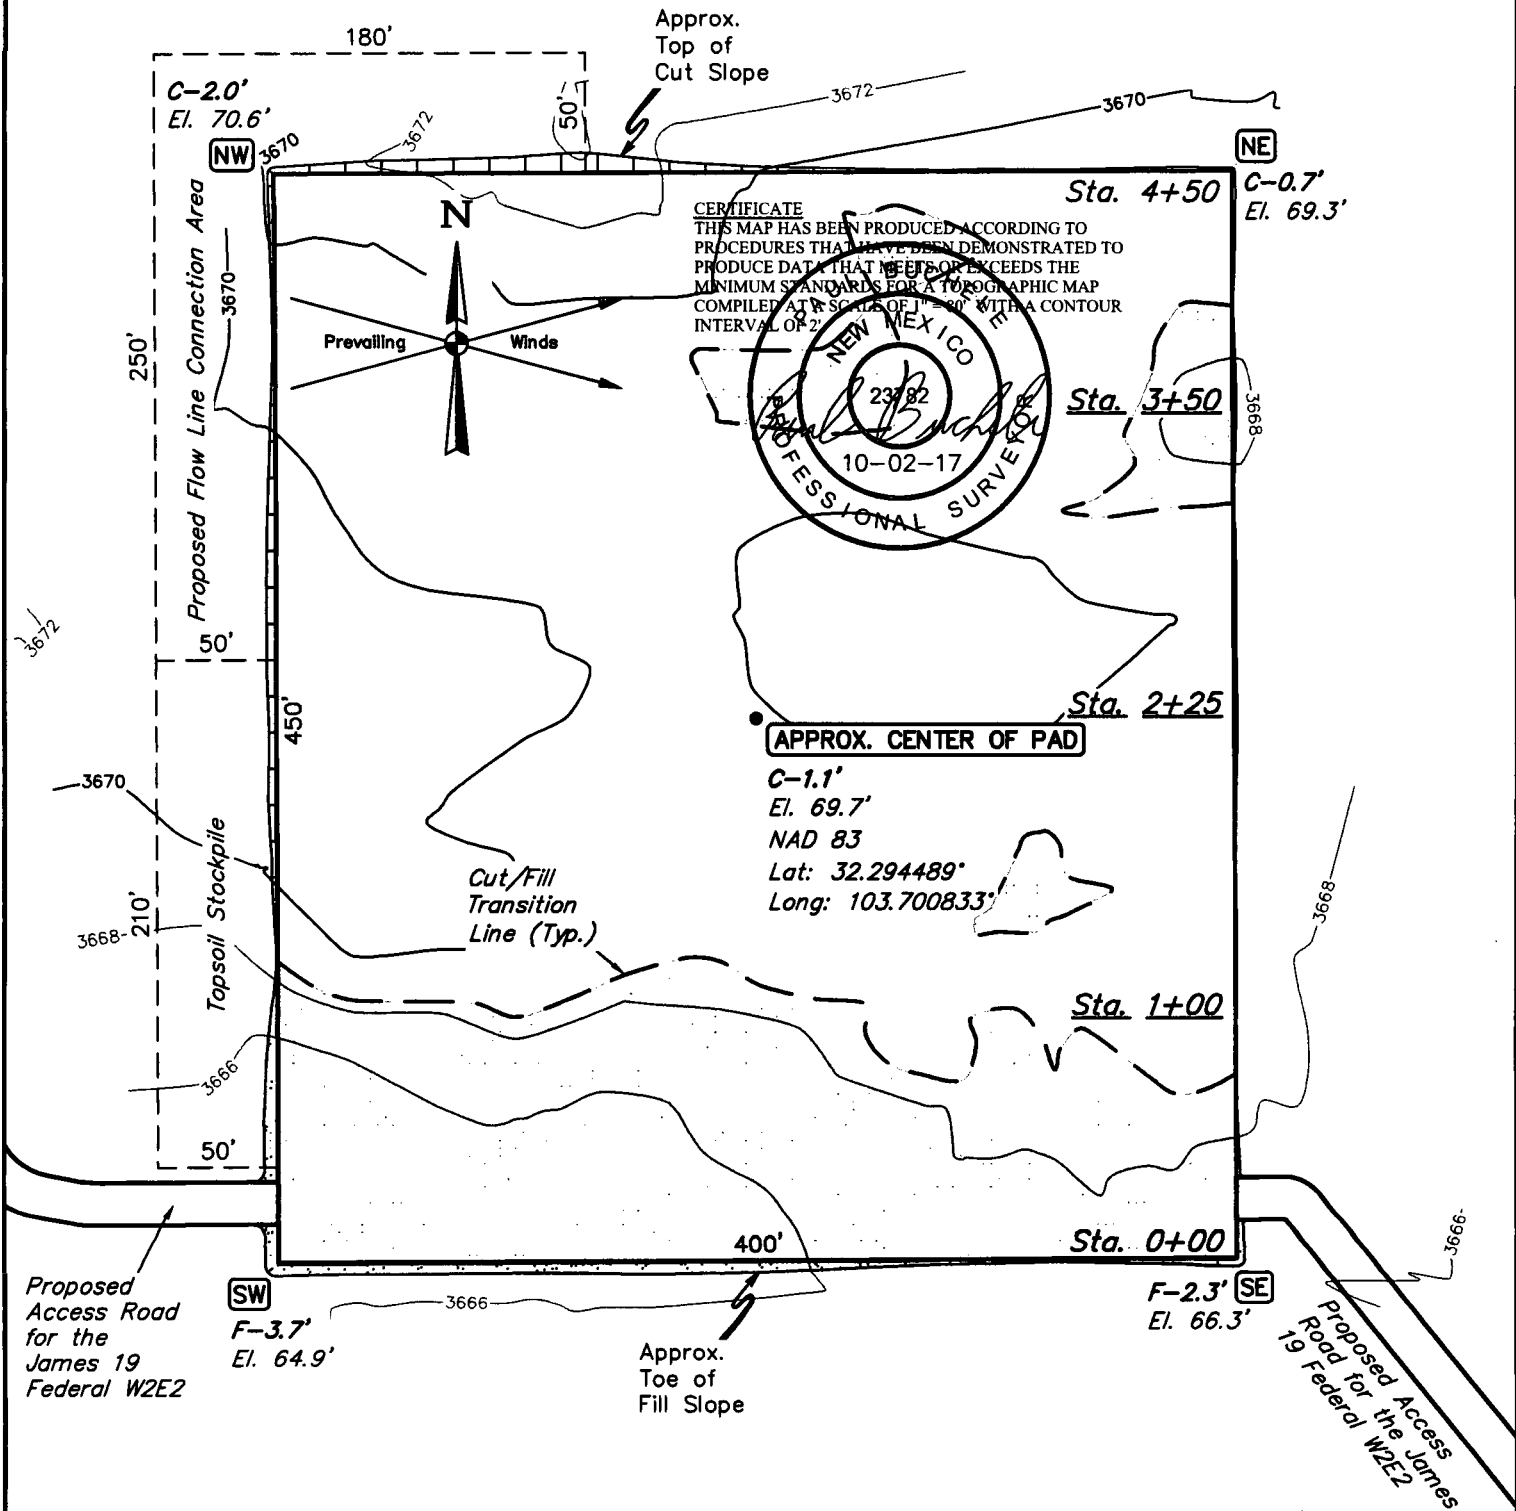 Approx.
Top of
Cut Slope
180'
C-2.0'
El. 70.6'
50'
3672
3672
3670
NW
3670
NE
C-0.7'
El. 69.3'
Sta. 4+50
N
CERTIFICATE
THIS MAP HAS BEEN PRODUCED ACCORDING TO
PROCEDURES THAT HAVE BEEN DEMONSTRATED TO
PRODUCE DATA THAT MEETS OR EXCEEDS THE
MINIMUM STANDARDS FOR A TOPOGRAPHIC MAP
COMPILED AT A SCALE OF 1" = 80' WITH A CONTOUR
INTERVAL OF 2'
PAUL BUCHELE
NEW MEXICO
23782
10-02-17
PROFESSIONAL SURVEYOR
Paul Buchele
Prevailing Winds
3670
250'
Proposed Flow Line Connection Area
Sta. 3+50
3668
3672
50'
450'
Sta. 2+25
APPROX. CENTER OF PAD
C-1.1'
El. 69.7'
NAD 83
Lat: 32.294489°
Long: 103.700833°
3670
Topsoil Stockpile
210'
3668
Cut/Fill
Transition
Line (Typ.)
3668
Sta. 1+00
3666
50'
400'
Sta. 0+00
3666
Proposed
Access Road
for the
James 19
Federal W2E2
SW
F-3.7'
El. 64.9'
3666
Approx.
Toe of
Fill Slope
F-2.3'
El. 66.3'
SE
Proposed Access
Road for the James
19 Federal W2E2